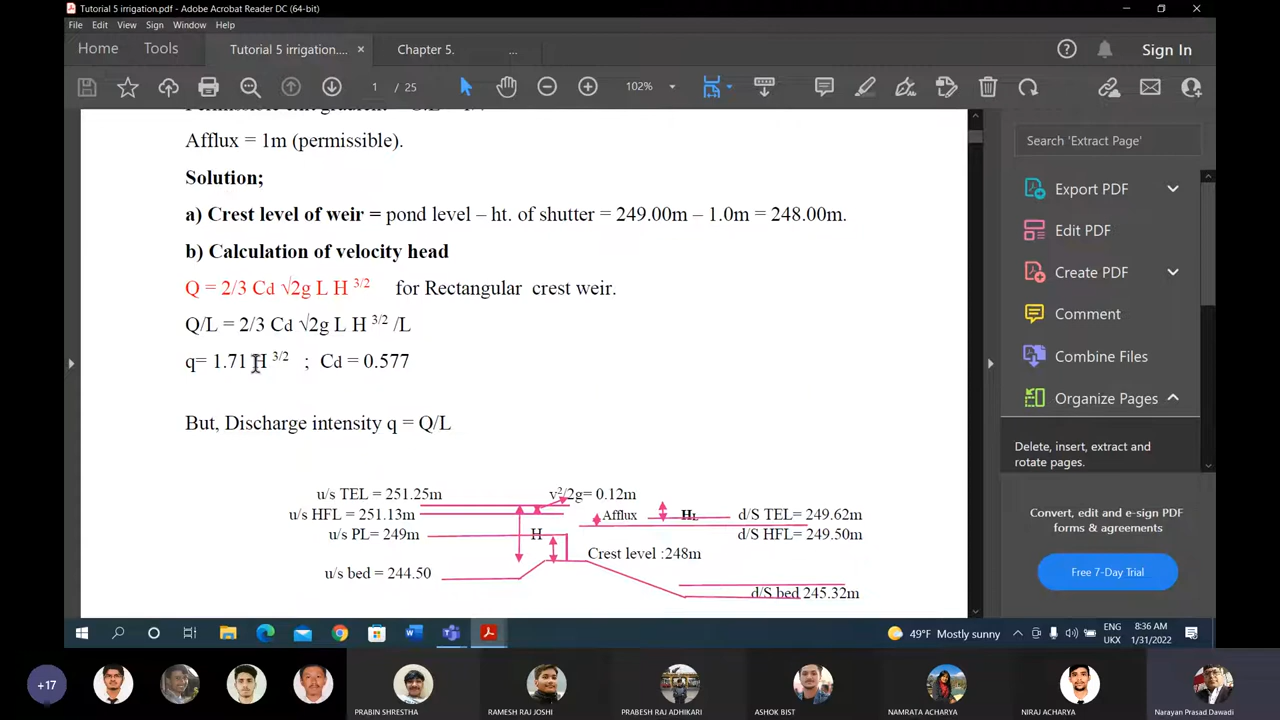 Tutorial 5 irrigation.pdf - Adobe Acrobat Reader DC (64-bit)
File Edit View Sign Window Help
Home Tools Tutorial 5 irrigation.... × Chapter 5. ... Sign In
1 / 25 102%
Afflux = 1m (permissible).
Solution;
a) Crest level of weir = pond level – ht. of shutter = 249.00m – 1.0m = 248.00m.
b) Calculation of velocity head
Q = 2/3 Cd √2g L H 3/2 for Rectangular crest weir.
Q/L = 2/3 Cd √2g L H 3/2 /L
q= 1.71 H 3/2 ; Cd = 0.577
But, Discharge intensity q = Q/L
u/s TEL = 251.25m
v²/2g= 0.12m
u/s HFL = 251.13m
Afflux
HL
d/S TEL= 249.62m
u/s PL= 249m
H
d/S HFL= 249.50m
Crest level :248m
u/s bed = 244.50
d/S bed 245.32m
Search 'Extract Page'
Export PDF
Edit PDF
Create PDF
Comment
Combine Files
Organize Pages
Delete, insert, extract and
rotate pages.
Convert, edit and e-sign PDF
forms & agreements
Free 7-Day Trial
49°F Mostly sunny
ENG
UKX
8:36 AM
1/31/2022
+17
PRABIN SHRESTHA
RAMESH RAJ JOSHI
PRABESH RAJ ADHIKARI
ASHOK BIST
NAMRATA ACHARYA
NIRAJ ACHARYA
Narayan Prasad Dawadi